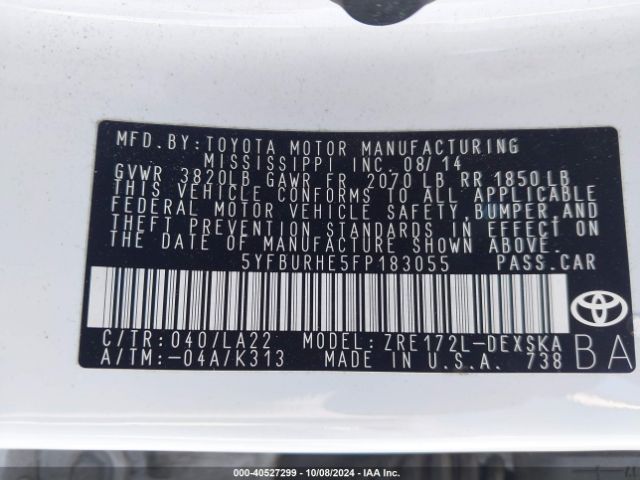 MFD. BY: TOYOTA MOTOR MANUFACTURING
MISSISSIPPI INC. 08/14
GVWR 3820LB GAWR FR 2070 LB RR 1850 LB
THIS VEHICLE CONFORMS TO ALL APPLICABLE
FEDERAL MOTOR VEHICLE SAFETY, BUMPER, AND
THEFT PREVENTION STANDARDS IN EFFECT ON
THE DATE OF MANUFACTURE SHOWN ABOVE.
5YFBURHE5FP183055 PASS. CAR
C/TR: 040/LA22 MODEL: ZRE172L-DEXSKA
A/TM: -04A/K313 MADE IN U.S.A. 738
BA
000-40527299 - 10/08/2024 - IAA Inc.